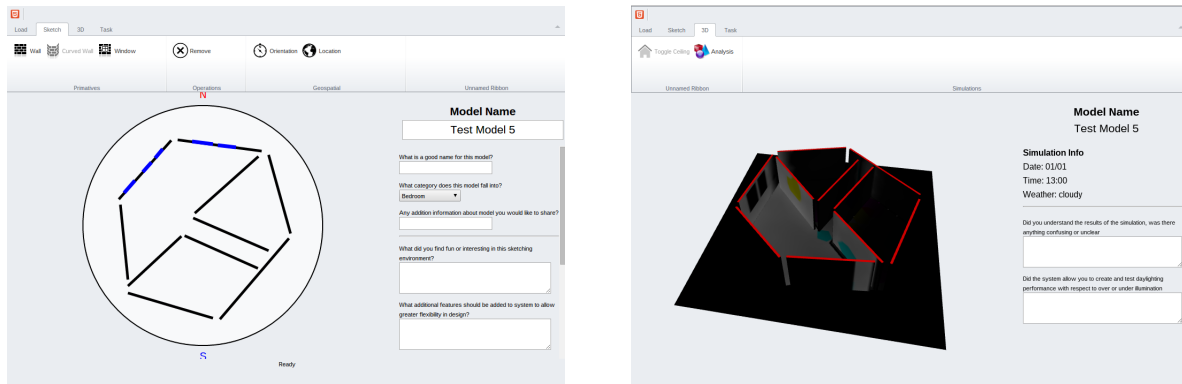 Load Sketch 3D Task
Wall Curved Wall Window Remove Orientation Location
Primatives Operations Geospatial Unnamed Ribbon
N
S
Ready
Model Name
Test Model 5
What is a good name for this model?
What category does this model fall into?
Bedroom
Any addition information about model you would like to share?
What did you find fun or interesting in this sketching
environment?
What additional features should be added to system to allow
greater flexibility in design?
Load Sketch 3D Task
Toggle Ceiling Analysis
Unnamed Ribbon Simulations
Model Name
Test Model 5
Simulation Info
Date: 01/01
Time: 13:00
Weather: cloudy
Did you understand the results of the simulation, was there
anything confusing or unclear
Did the system allow you to create and test daylighting
performance with respect to over or under illumination